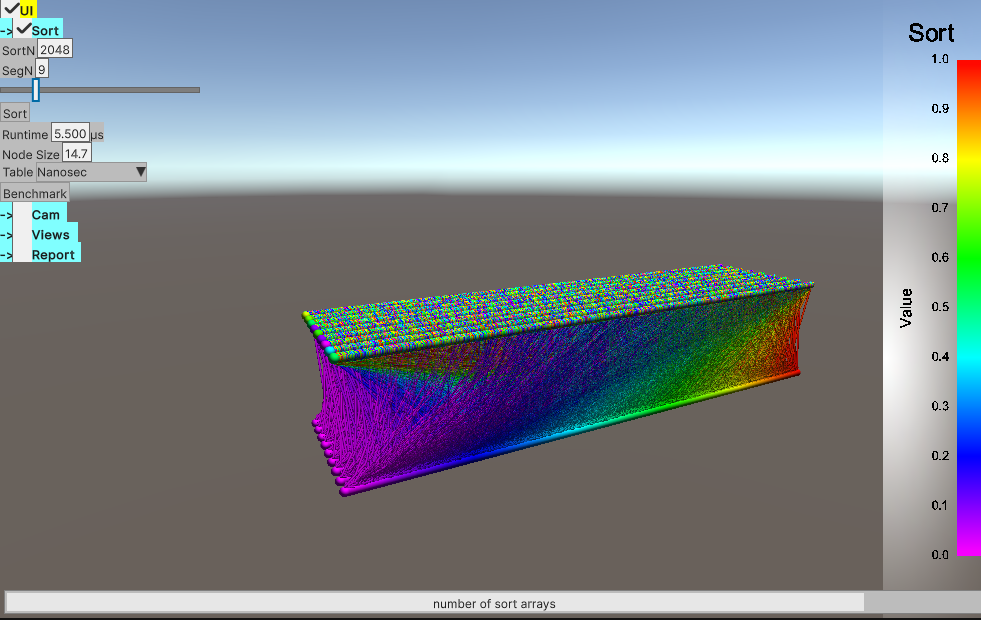 UI
-> Sort
SortN 2048
SegN 9
Sort
Runtime 5.500 μs
Node Size 14.7
Table Nanosec
Benchmark
-> Cam
-> Views
-> Report
Sort
1.0
0.9
0.8
0.7
0.6
0.5
0.4
0.3
0.2
0.1
0.0
Value
number of sort arrays